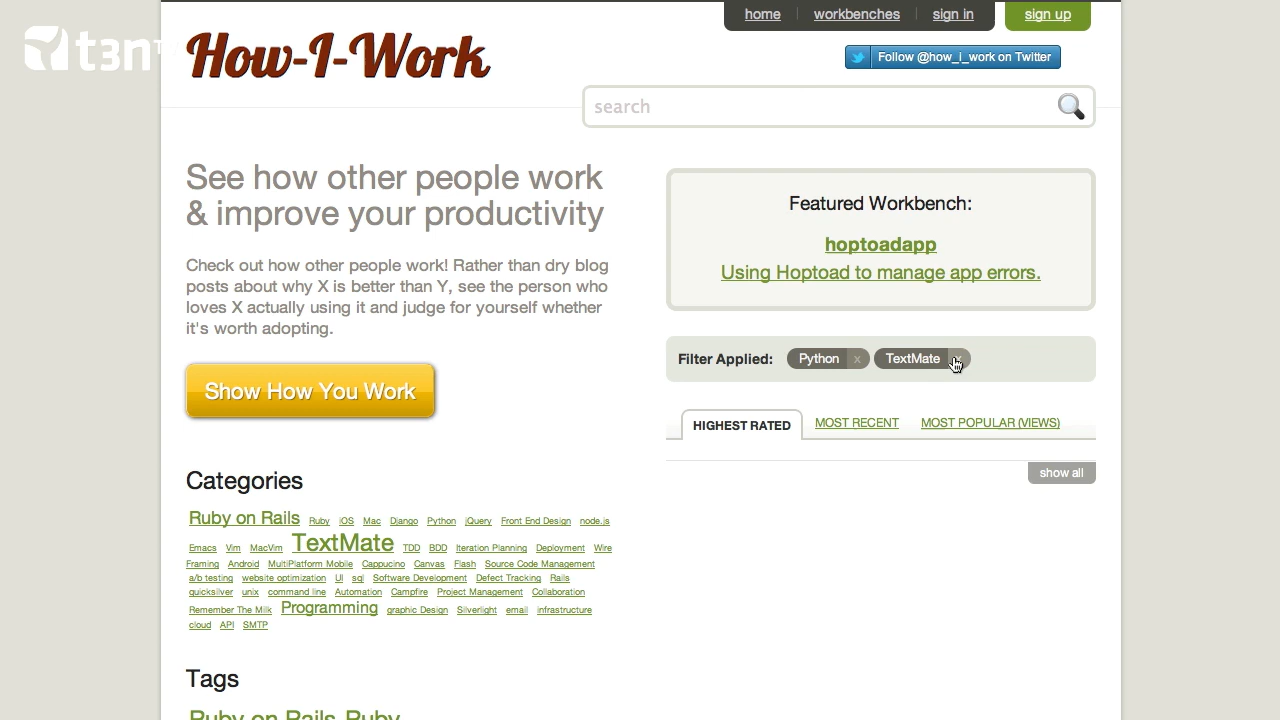 home workbenches sign in sign up
t3n
How-I-Work
Follow @how_i_work on Twitter
search
See how other people work
& improve your productivity
Check out how other people work! Rather than dry blog
posts about why X is better than Y, see the person who
loves X actually using it and judge for yourself whether
it's worth adopting.
Show How You Work
Featured Workbench:
hoptoadapp
Using Hoptoad to manage app errors.
Filter Applied: Python x TextMate x
HIGHEST RATED MOST RECENT MOST POPULAR (VIEWS)
show all
Categories
Ruby on Rails Ruby iOS Mac Django Python jQuery Front End Design node.js
Emacs Vim MacVim TextMate TDD BDD Iteration Planning Deployment Wire
Framing Android MultiPlatform Mobile Cappucino Canvas Flash Source Code Management
a/b testing website optimization UI sql Software Development Defect Tracking Rails
quicksilver unix command line Automation Campfire Project Management Collaboration
Remember The Milk Programming graphic Design Silverlight email infrastructure
cloud API SMTP
Tags
Ruby on Rails Ruby